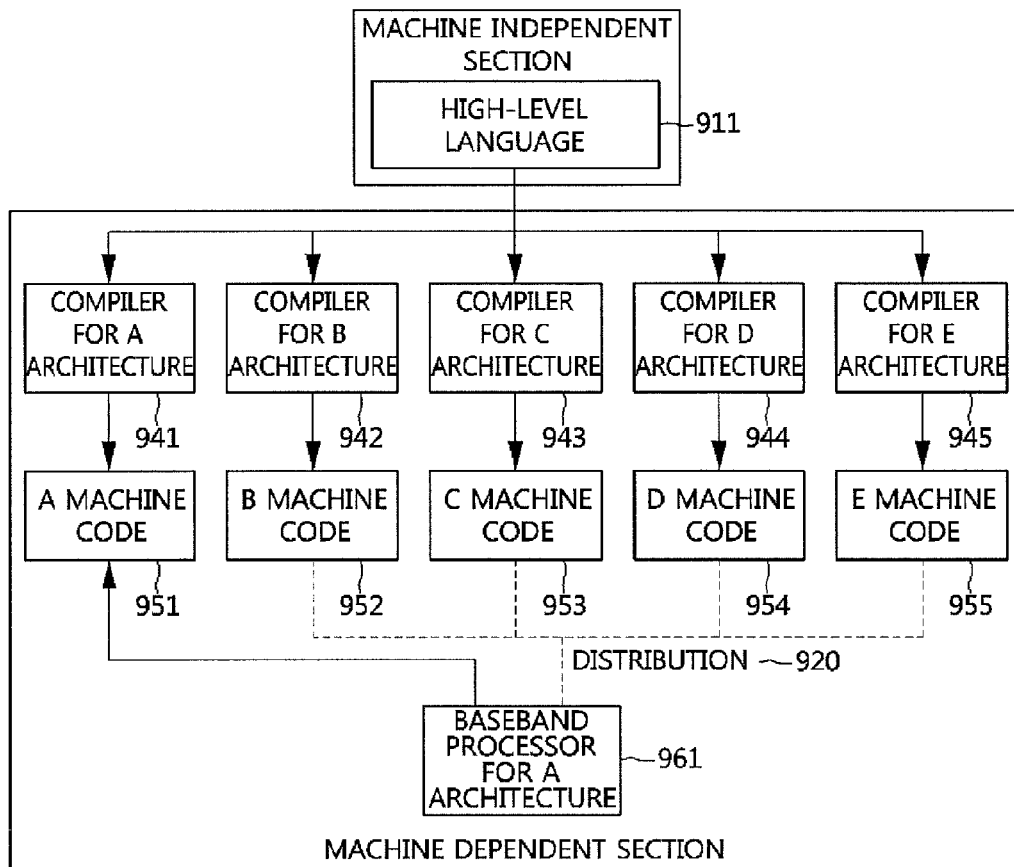 MACHINE INDEPENDENT
SECTION
HIGH-LEVEL
LANGUAGE
911
COMPILER
FOR A
ARCHITECTURE
941
COMPILER
FOR B
ARCHITECTURE
942
COMPILER
FOR C
ARCHITECTURE
943
COMPILER
FOR D
ARCHITECTURE
944
COMPILER
FOR E
ARCHITECTURE
945
A MACHINE
CODE
951
B MACHINE
CODE
952
C MACHINE
CODE
953
D MACHINE
CODE
954
E MACHINE
CODE
955
DISTRIBUTION 920
BASEBAND
PROCESSOR
FOR A
ARCHITECTURE
961
MACHINE DEPENDENT SECTION